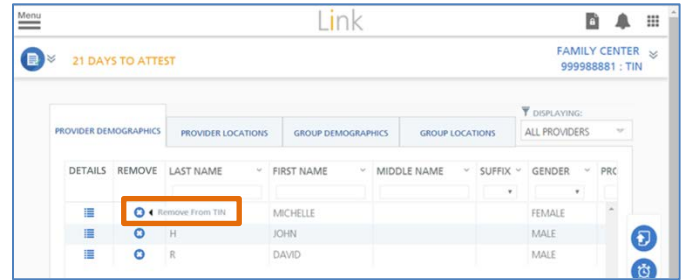 Menu
Link
21 DAYS TO ATTEST
FAMILY CENTER
999988881 : TIN
DISPLAYING:
PROVIDER DEMOGRAPHICS PROVIDER LOCATIONS GROUP DEMOGRAPHICS GROUP LOCATIONS ALL PROVIDERS
DETAILS REMOVE LAST NAME FIRST NAME MIDDLE NAME SUFFIX GENDER PRC
Remove From TIN MICHELLE FEMALE
H JOHN MALE
R DAVID MALE